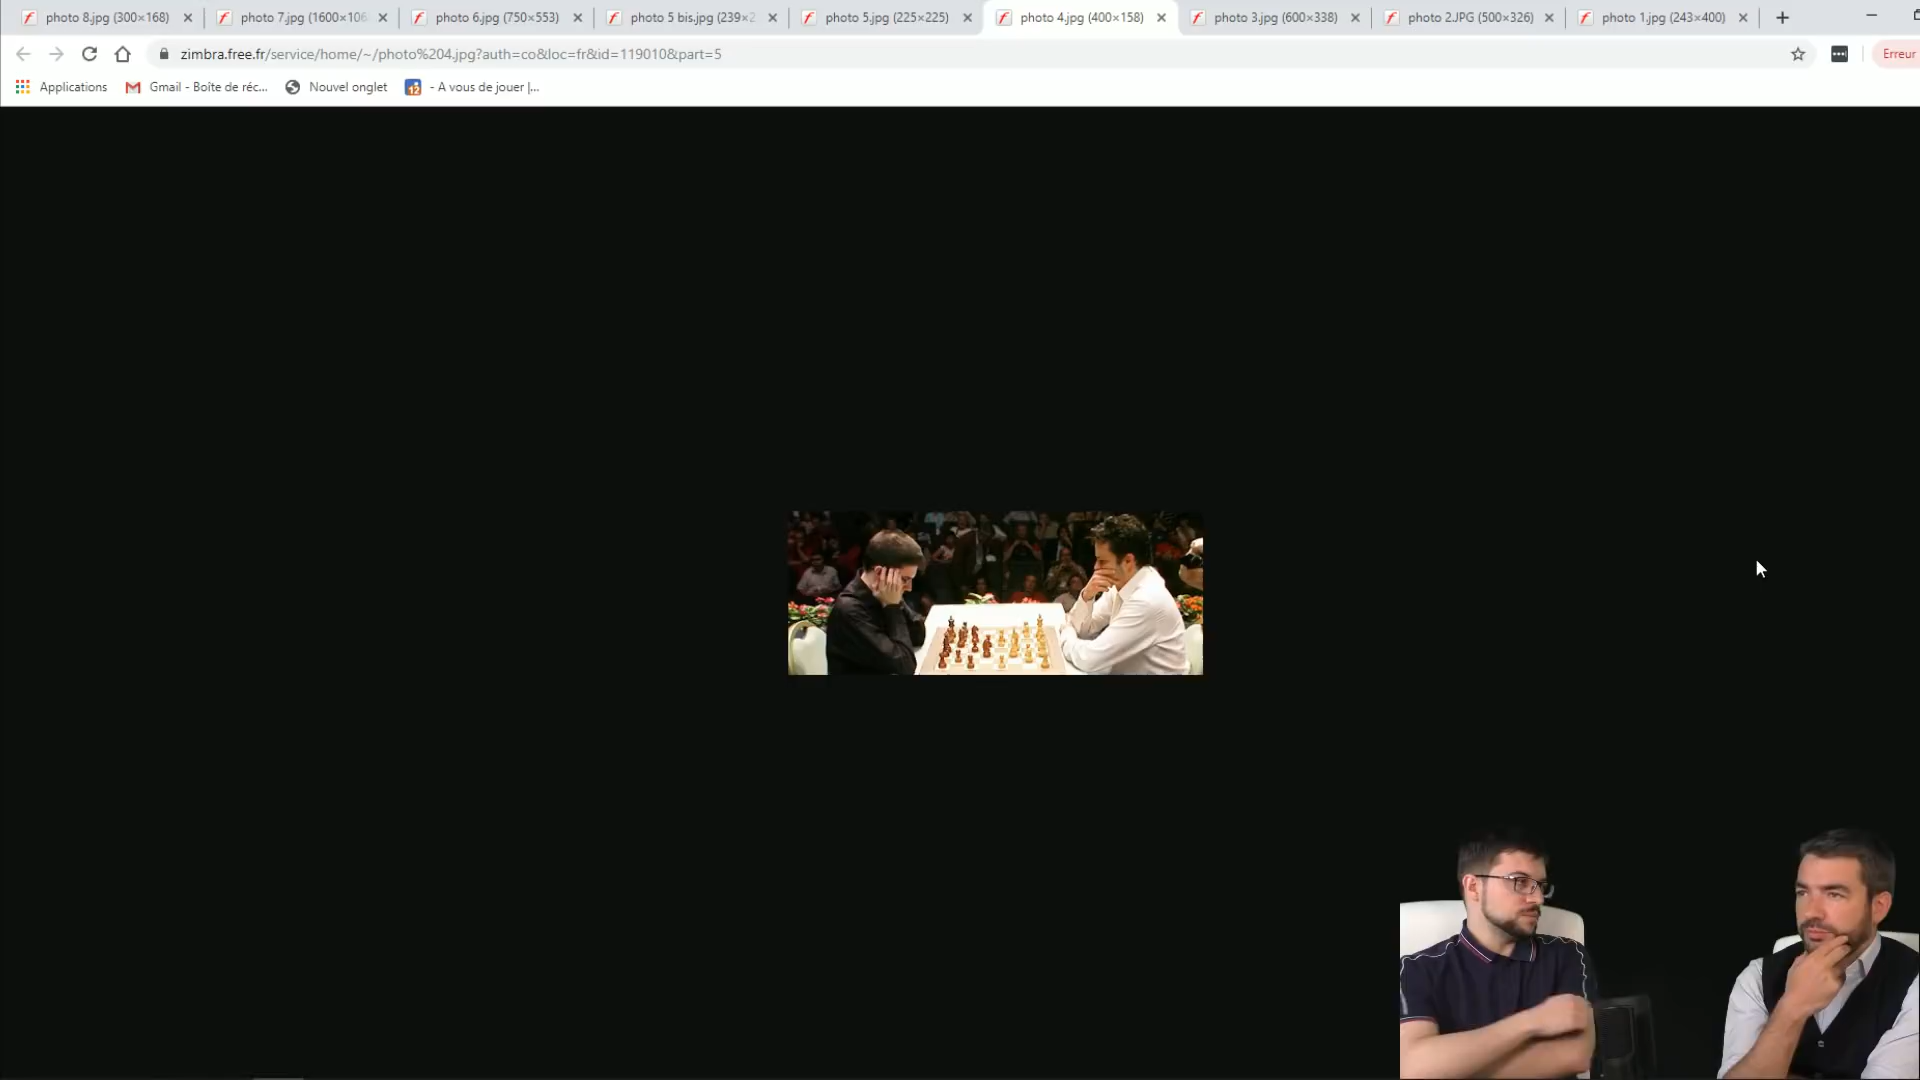 photo 8.jpg (300×168) photo 7.jpg (1600×106 photo 6.jpg (750×553) photo 5 bis.jpg (239×2 photo 5.jpg (225×225) photo 4.jpg (400×158) photo 3.jpg (600×338) photo 2.JPG (500×326) photo 1.jpg (243×400)
zimbra.free.fr/service/home/~/photo%204.jpg?auth=co&loc=fr&id=119010&part=5 Erreur
Applications Gmail - Boîte de réc... Nouvel onglet 12 - A vous de jouer |...